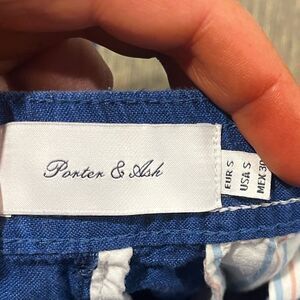 Porter & Ash
EUR S
USA S
MEX 30